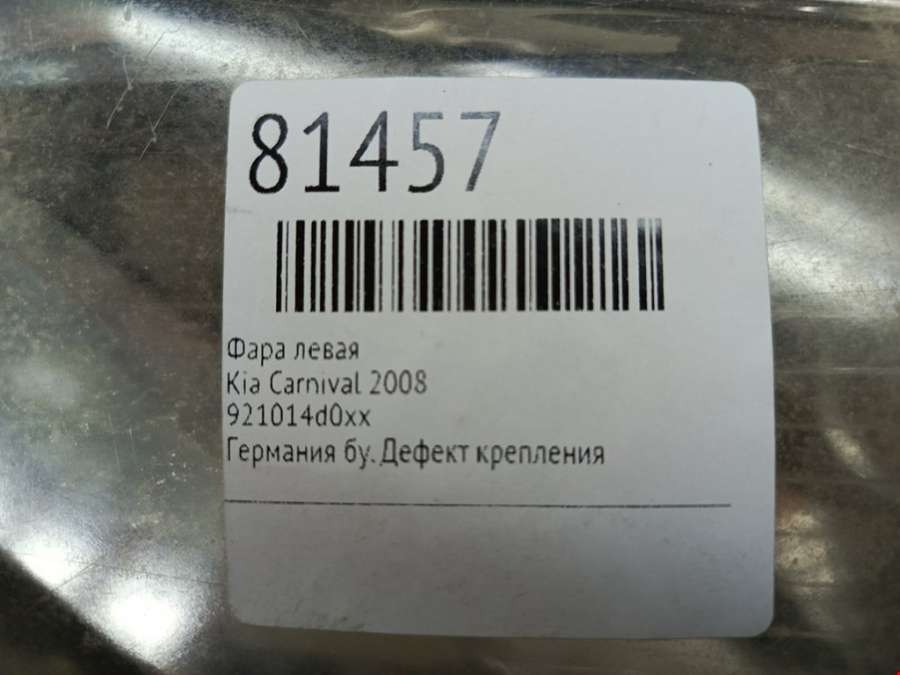 81457
Фара левая
Kia Carnival 2008
921014d0xx
Германия бу. Дефект крепления